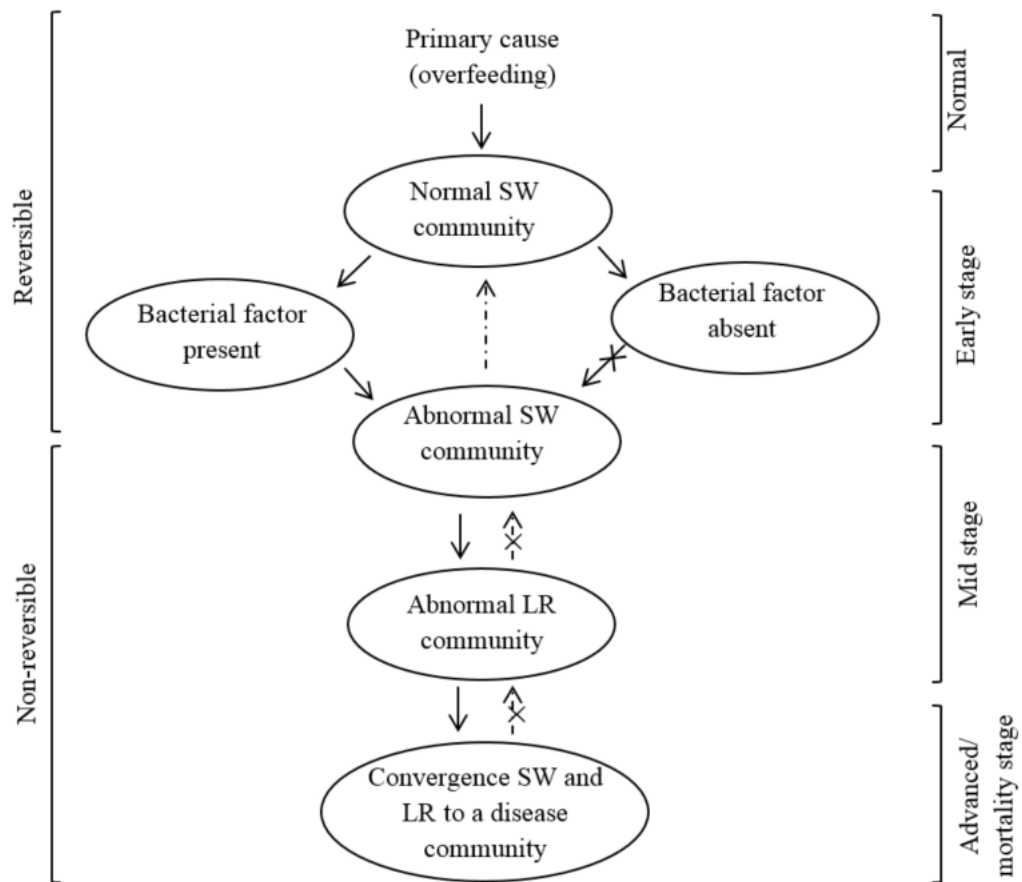 Primary cause
(overfeeding)
Normal SW
community
Bacterial factor
present
Bacterial factor
absent
Abnormal SW
community
Abnormal LR
community
Convergence SW and
LR to a disease
community
Reversible
Non-reversible
Normal
Early stage
Mid stage
Advanced/
mortality stage